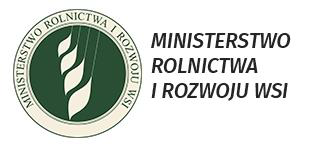 MINISTERSTWO ROLNICTWA I ROZWOJU WSI
MINISTERSTWO
ROLNICTWA
I ROZWOJU WSI